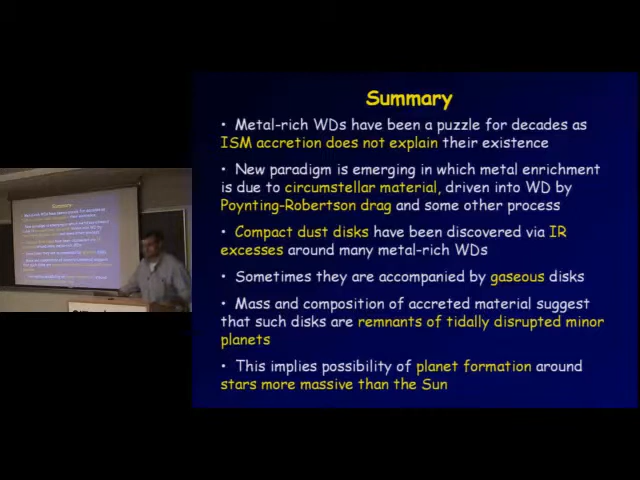 Summary
• Metal-rich WDs have been a puzzle for decades as
ISM accretion does not explain their existence
• New paradigm is emerging in which metal enrichment
is due to circumstellar material, driven into WD by
Poynting-Robertson drag and some other process
• Compact dust disks have been discovered via IR
excesses around many metal-rich WDs
• Sometimes they are accompanied by gaseous disks
• Mass and composition of accreted material suggest
that such disks are remnants of tidally disrupted minor
planets
• This implies possibility of planet formation around
stars more massive than the Sun
Summary